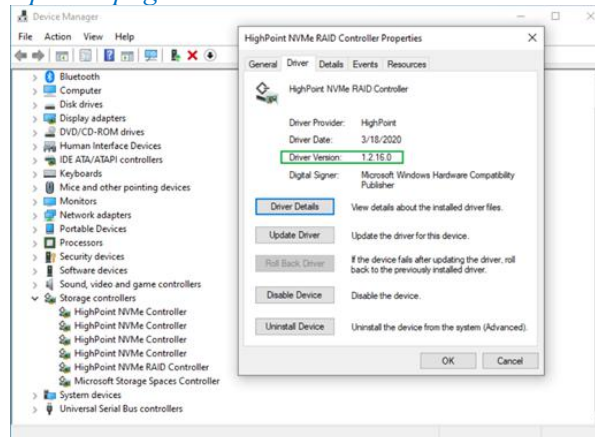 Device Manager
File Action View Help
Bluetooth
Computer
Disk drives
Display adapters
DVD/CD-ROM drives
Human Interface Devices
IDE ATA/ATAPI controllers
Keyboards
Mice and other pointing devices
Monitors
Network adapters
Portable Devices
Processors
Security devices
Software devices
Sound, video and game controllers
Storage controllers
HighPoint NVMe Controller
HighPoint NVMe Controller
HighPoint NVMe Controller
HighPoint NVMe Controller
HighPoint NVMe RAID Controller
Microsoft Storage Spaces Controller
System devices
Universal Serial Bus controllers
HighPoint NVMe RAID Controller Properties
General Driver Details Events Resources
HighPoint NVMe RAID Controller
Driver Provider: HighPoint
Driver Date: 3/18/2020
Driver Version: 1.2.16.0
Digital Signer: Microsoft Windows Hardware Compatibility
Publisher
Driver Details View details about the installed driver files.
Update Driver Update the driver for this device.
Roll Back Driver If the device fails after updating the driver, roll
back to the previously installed driver.
Disable Device Disable the device.
Uninstall Device Uninstall the device from the system (Advanced).
OK Cancel